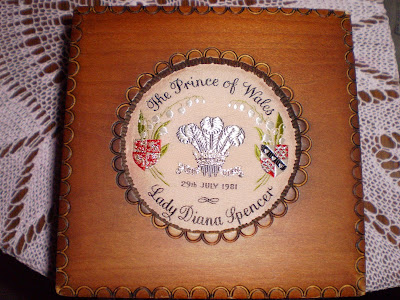 The Prince of Wales
29th JULY 1981
Lady Diana Spencer